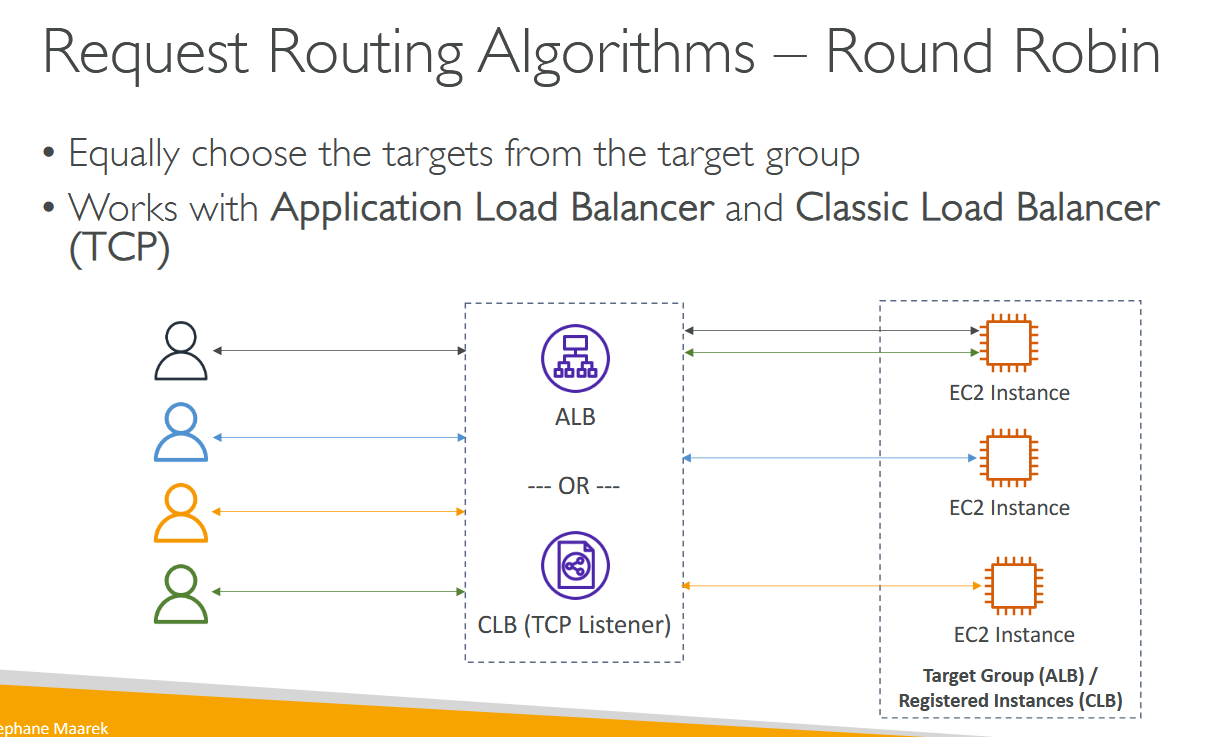 Request Routing Algorithms – Round Robin
• Equally choose the targets from the target group
• Works with Application Load Balancer and Classic Load Balancer
(TCP)
ALB
--- OR ---
CLB (TCP Listener)
EC2 Instance
EC2 Instance
EC2 Instance
Target Group (ALB) /
Registered Instances (CLB)
ephane Maarek